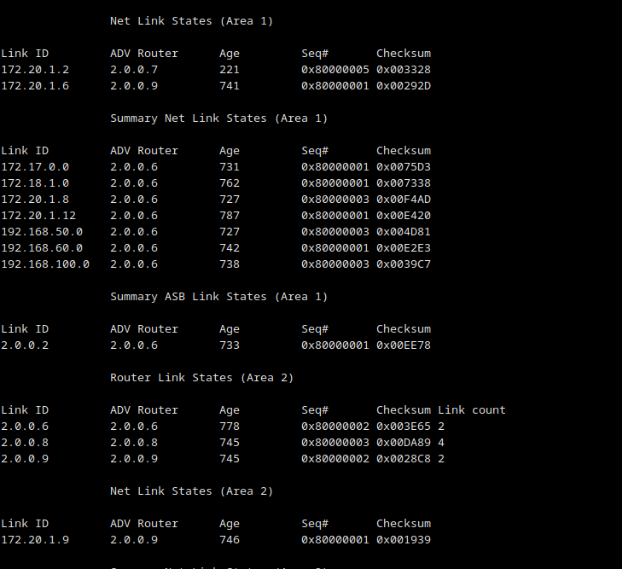 Net Link States (Area 1)
Link ID ADV Router Age Seq# Checksum
172.20.1.2 2.0.0.7 221 0x80000005 0x003328
172.20.1.6 2.0.0.9 741 0x80000001 0x00292D
Summary Net Link States (Area 1)
Link ID ADV Router Age Seq# Checksum
172.17.0.0 2.0.0.6 731 0x80000001 0x0075D3
172.18.1.0 2.0.0.6 762 0x80000001 0x007338
172.20.1.8 2.0.0.6 727 0x80000003 0x00F4AD
172.20.1.12 2.0.0.6 787 0x80000001 0x00E420
192.168.50.0 2.0.0.6 727 0x80000003 0x004D81
192.168.60.0 2.0.0.6 742 0x80000001 0x00E2E3
192.168.100.0 2.0.0.6 738 0x80000003 0x0039C7
Summary ASB Link States (Area 1)
Link ID ADV Router Age Seq# Checksum
2.0.0.2 2.0.0.6 733 0x80000001 0x00EE78
Router Link States (Area 2)
Link ID ADV Router Age Seq# Checksum Link count
2.0.0.6 2.0.0.6 778 0x80000002 0x003E65 2
2.0.0.8 2.0.0.8 745 0x80000003 0x00DA89 4
2.0.0.9 2.0.0.9 745 0x80000002 0x0028C8 2
Net Link States (Area 2)
Link ID ADV Router Age Seq# Checksum
172.20.1.9 2.0.0.9 746 0x80000001 0x001939